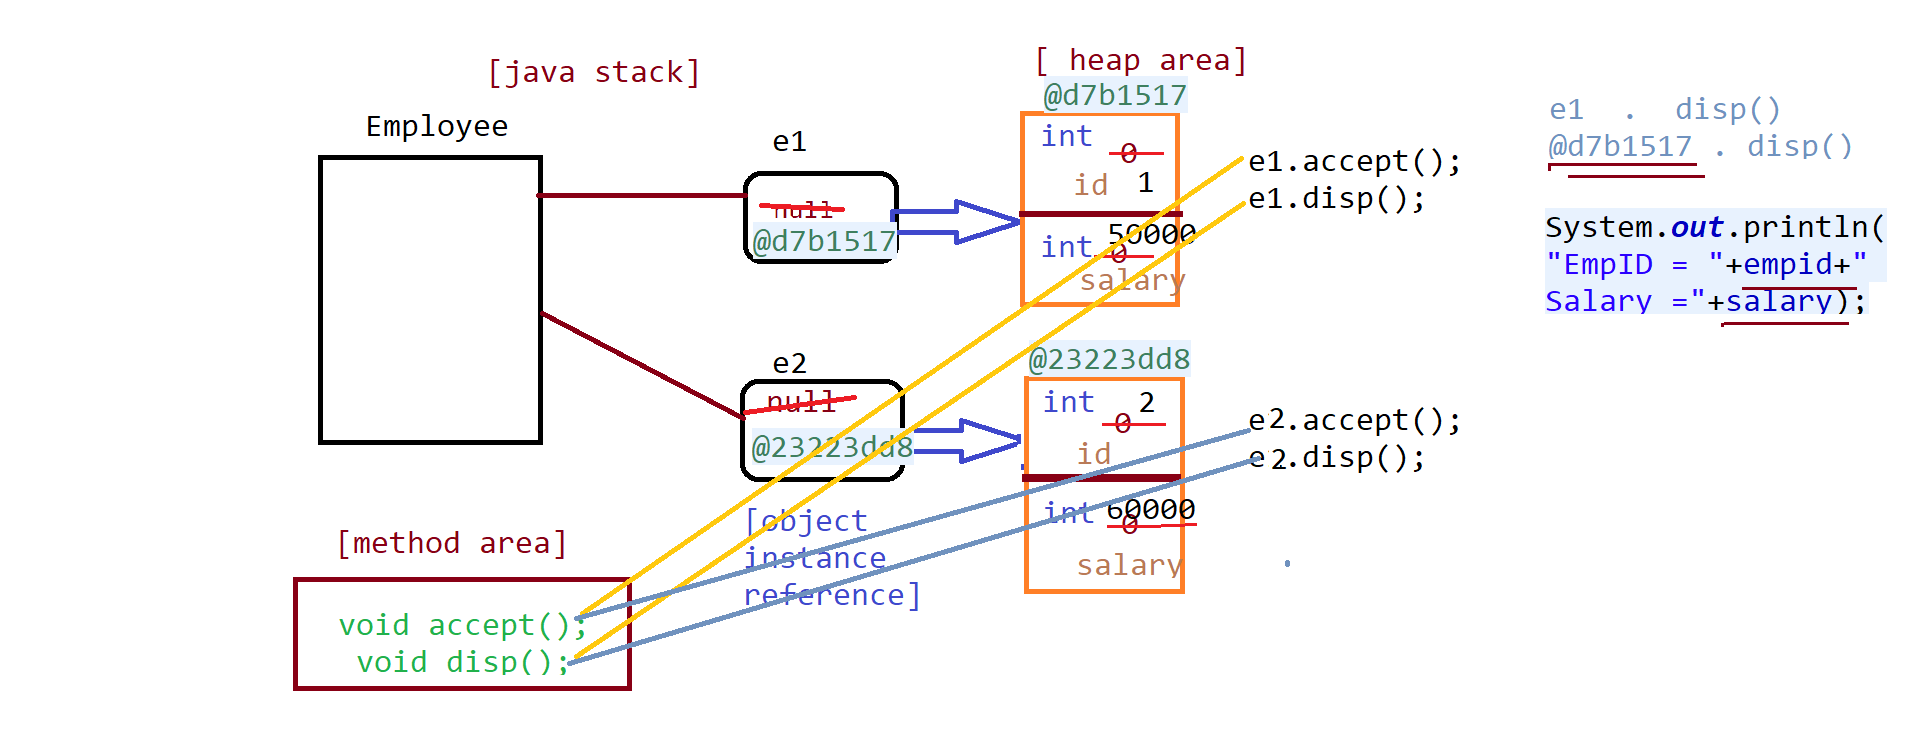 [java stack]
Employee
e1
null
@d7b1517
e2
null
@23223dd8
[object
instance
reference]
[method area]
void accept();
void disp();
[ heap area]
@d7b1517
int
0
id 1
50000
int 0
salary
@23223dd8
int 2
0
id
int 60000
0
salary
e1.accept();
e1.disp();
e2.accept();
e2.disp();
e1 . disp()
@d7b1517 . disp()
System.out.println(
"EmpID = "+empid+"
Salary ="+salary);